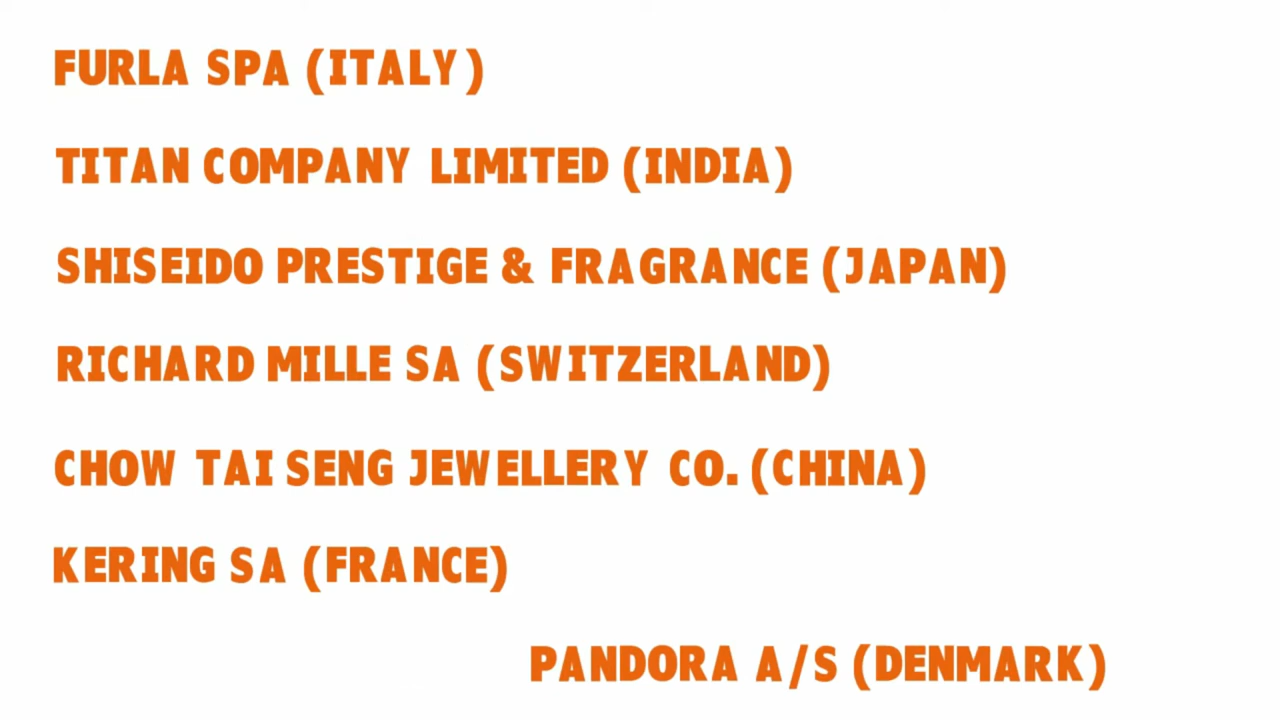 FURLA SPA (ITALY)
TITAN COMPANY LIMITED (INDIA)
SHISEIDO PRESTIGE & FRAGRANCE (JAPAN)
RICHARD MILLE SA (SWITZERLAND)
CHOW TAI SENG JEWELLERY CO. (CHINA)
KERING SA (FRANCE)
PANDORA A/S (DENMARK)